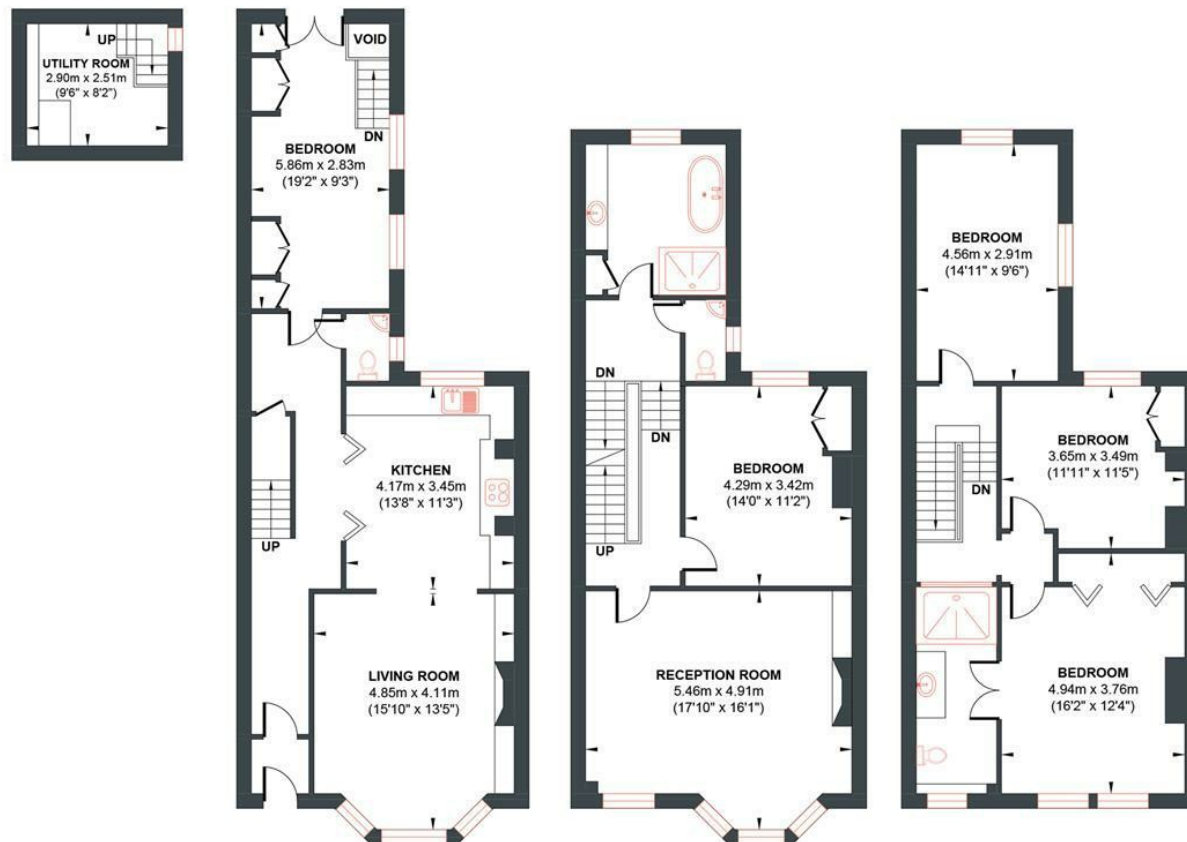 UP
UTILITY ROOM
2.90m x 2.51m
(9'6" x 8'2")
VOID
DN
BEDROOM
5.86m x 2.83m
(19'2" x 9'3")
KITCHEN
4.17m x 3.45m
(13'8" x 11'3")
UP
LIVING ROOM
4.85m x 4.11m
(15'10" x 13'5")
DN
DN
BEDROOM
4.29m x 3.42m
(14'0" x 11'2")
UP
RECEPTION ROOM
5.46m x 4.91m
(17'10" x 16'1")
BEDROOM
4.56m x 2.91m
(14'11" x 9'6")
BEDROOM
3.65m x 3.49m
(11'11" x 11'5")
DN
BEDROOM
4.94m x 3.76m
(16'2" x 12'4")